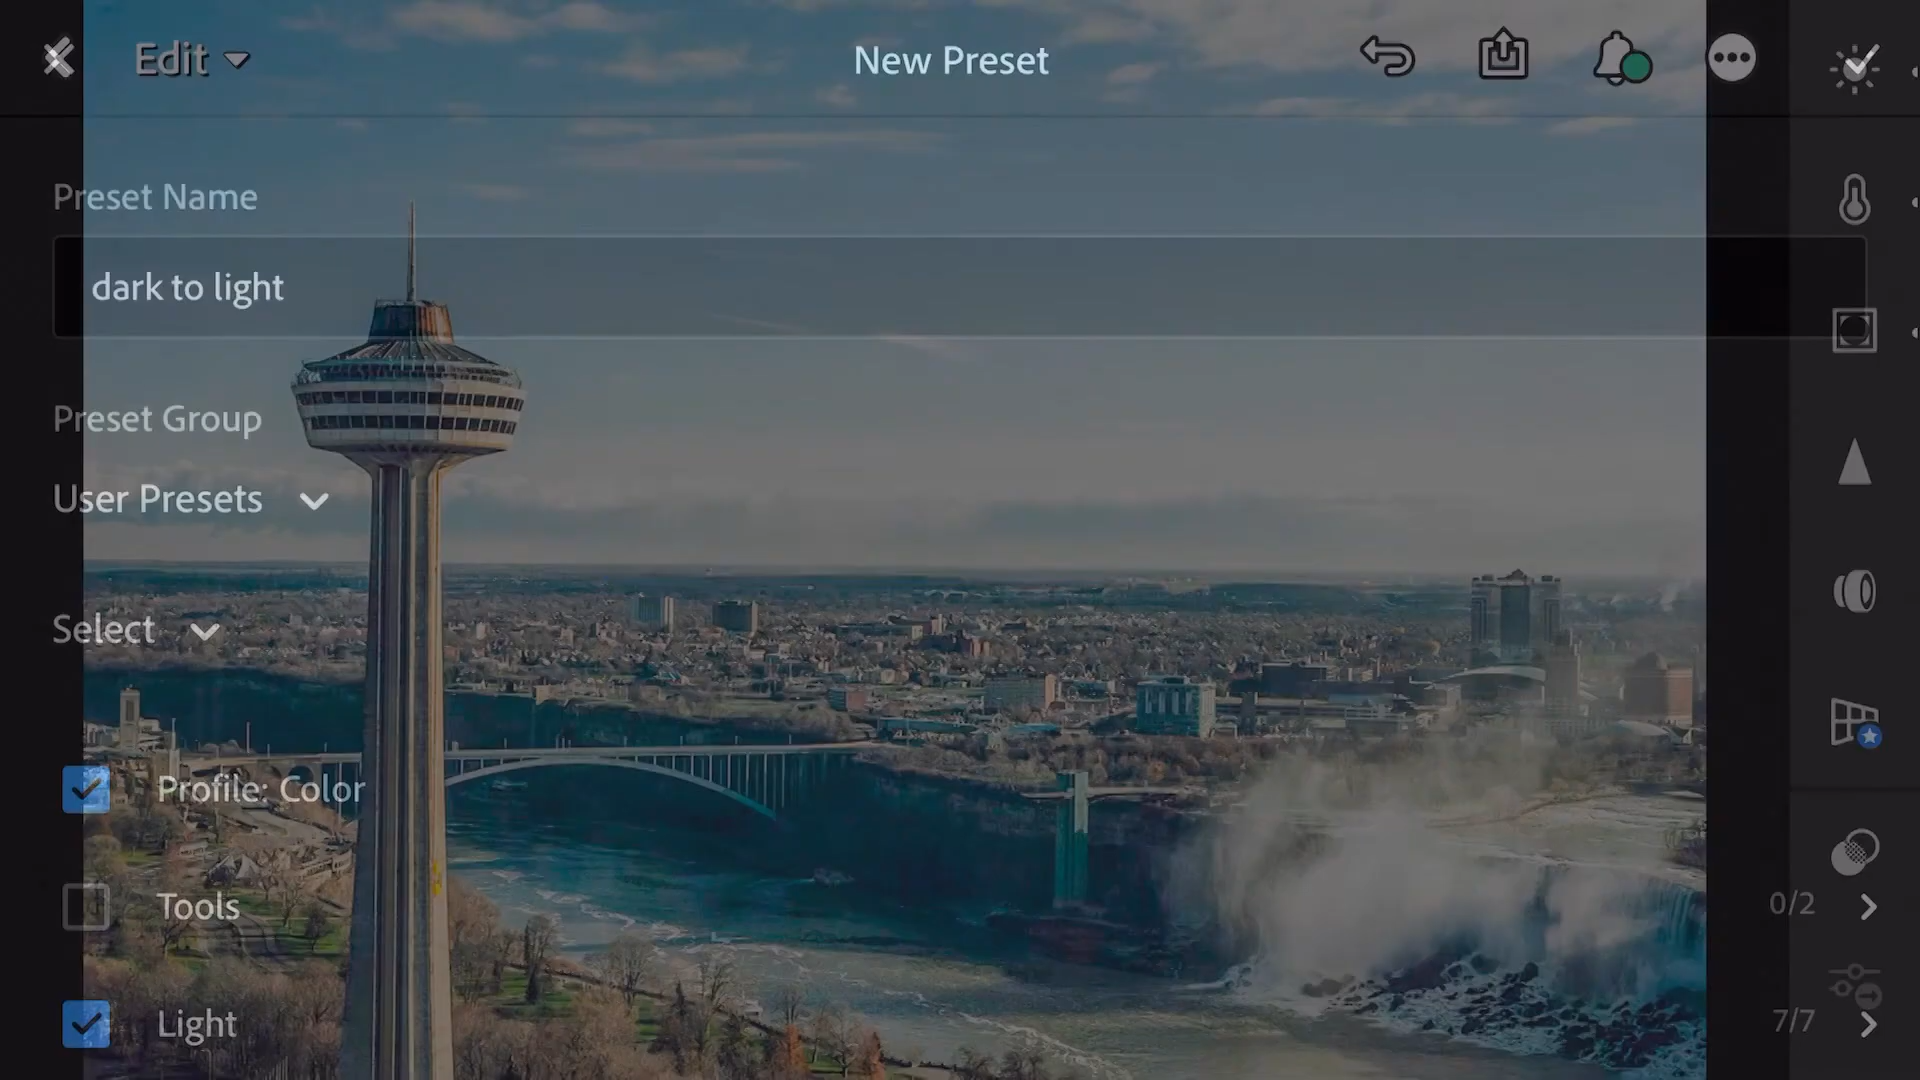 Edit
New Preset
Preset Name
dark to light
Preset Group
User Presets
Select
Profile: Color
Tools
0/2
Light
7/7